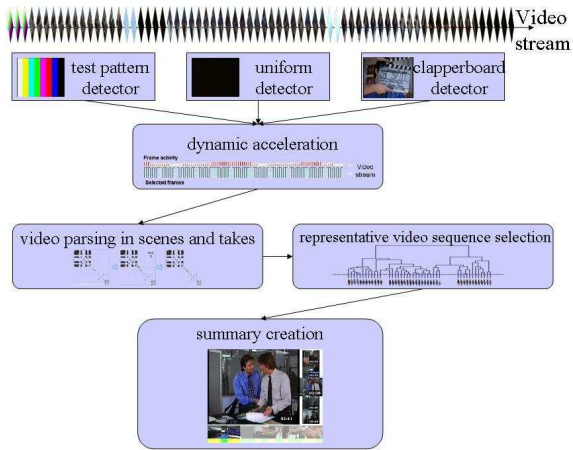 Video
stream
test pattern
detector
uniform
detector
clapperboard
detector
dynamic acceleration
Frame activity
Video
stream
Selected frames
video parsing in scenes and takes
representative video sequence selection
summary creation